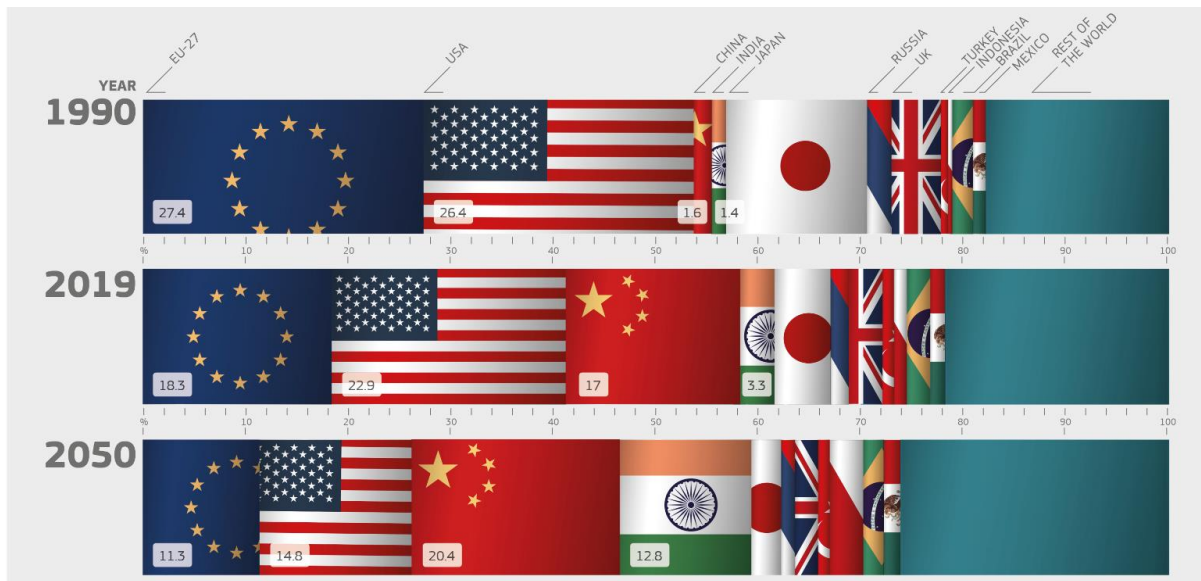 EU-27
USA
CHINA
INDIA
JAPAN
RUSSIA
UK
TURKEY
INDONESIA
BRAZIL
MEXICO
REST OF
THE WORLD
YEAR
1990
27.4
26.4
1.6
1.4
% 10 20 30 40 50 60 70 80 90 100
2019
18.3
22.9
17
3.3
% 10 20 30 40 50 60 70 80 90 100
2050
11.3
14.8
20.4
12.8